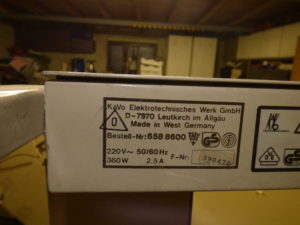 KaVo Elektrotechnisches Werk GmbH
D-7970 Leutkirch im Allgäu
Made in West Germany
Bestell-Nr: 658 8600
220V~ 50/60Hz
360W 2.5A F-Nr: